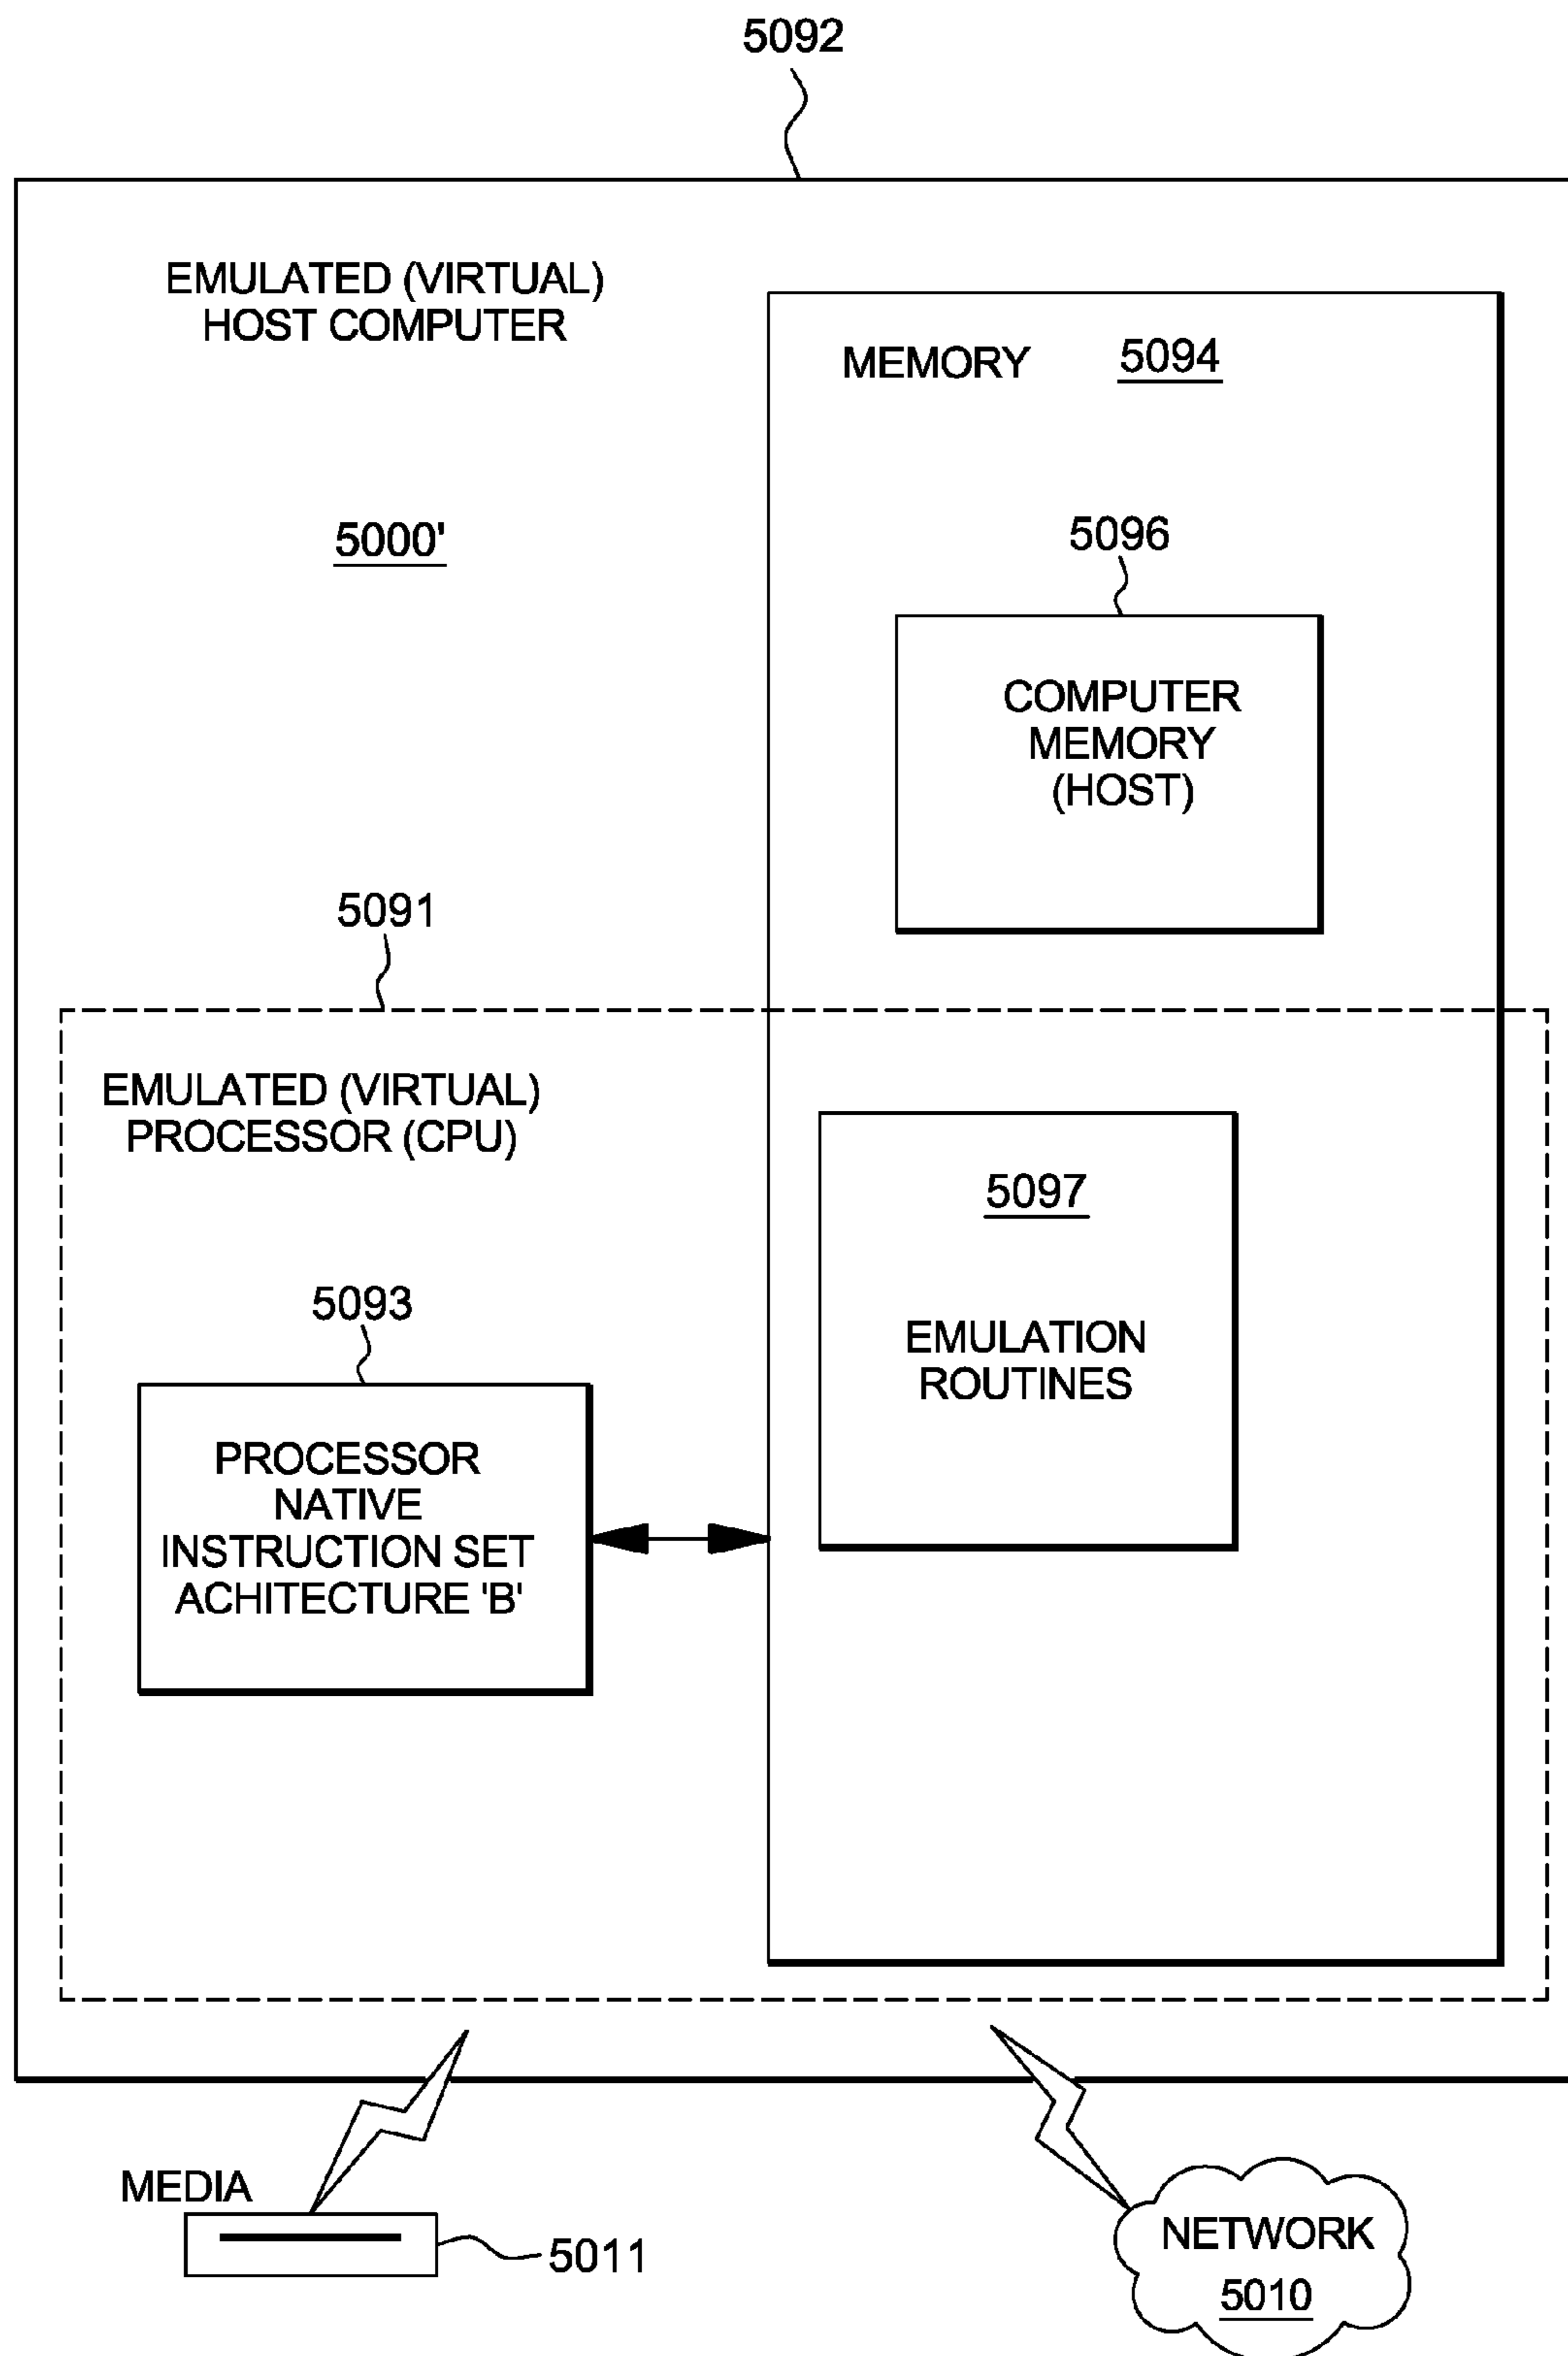 5092
EMULATED (VIRTUAL)
HOST COMPUTER
5000'
MEMORY 5094
5096
COMPUTER
MEMORY
(HOST)
5091
EMULATED (VIRTUAL)
PROCESSOR (CPU)
5097
EMULATION
ROUTINES
5093
PROCESSOR
NATIVE
INSTRUCTION SET
ACHITECTURE 'B'
MEDIA
5011
NETWORK
5010